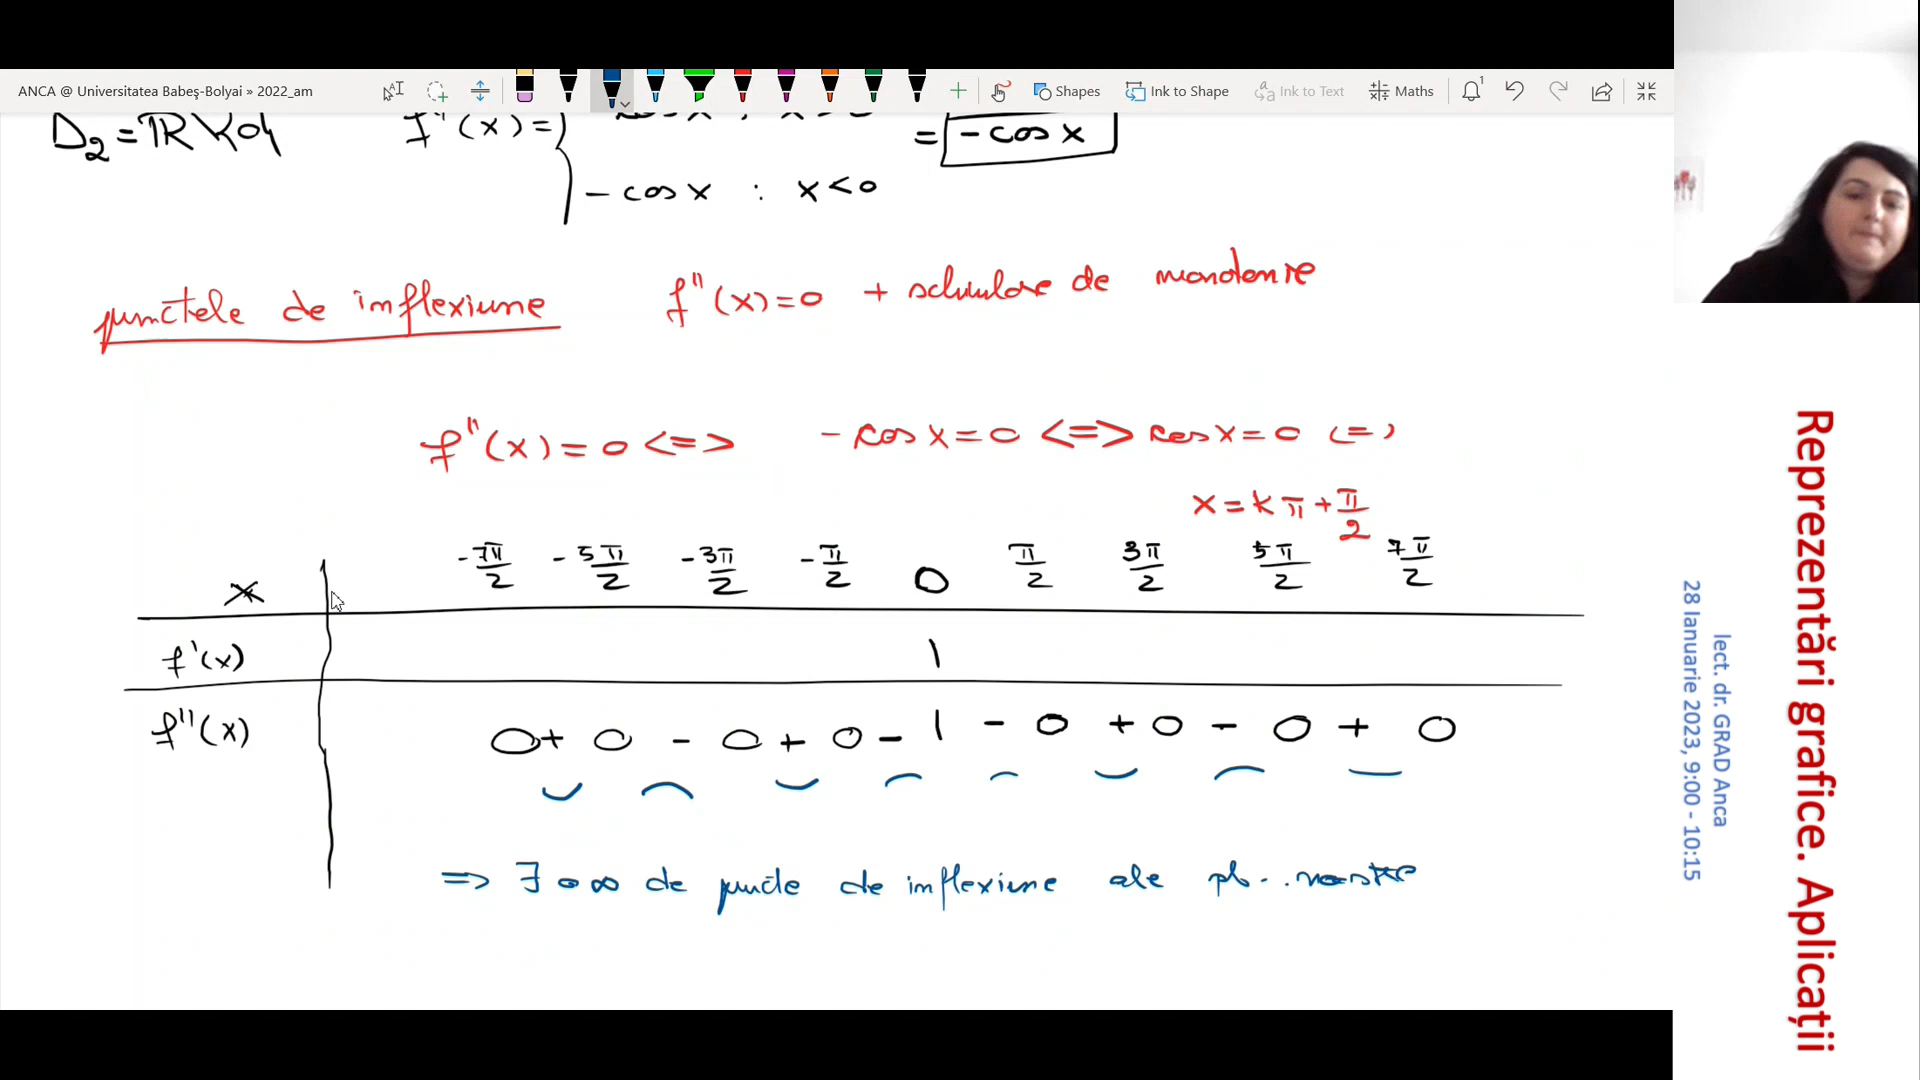 ANCA @ Universitatea Babeş-Bolyai » 2022_am
Shapes Ink to Shape Ink to Text Maths 1
D₂ = ℝ \ {0} f''(x) =
= - cos x
- cos x : x < 0
punctele de inflexiune f''(x) = 0 + schimbare de monotonie
f''(x) = 0 <=> - cos x = 0 <=> cos x = 0 <=>
x = kπ + π/2
x -7π/2 -5π/2 -3π/2 -π/2 0 π/2 3π/2 5π/2 7π/2
f'(x) |
f''(x) 0 + 0 - 0 + 0 - | - 0 + 0 - 0 + 0
=> ∃ o ∞ de puncte de inflexiune ale pb. noastre
Reprezentări grafice. Aplicații
lect. dr. GRAD Anca
28 Ianuarie 2023, 9:00 - 10:15